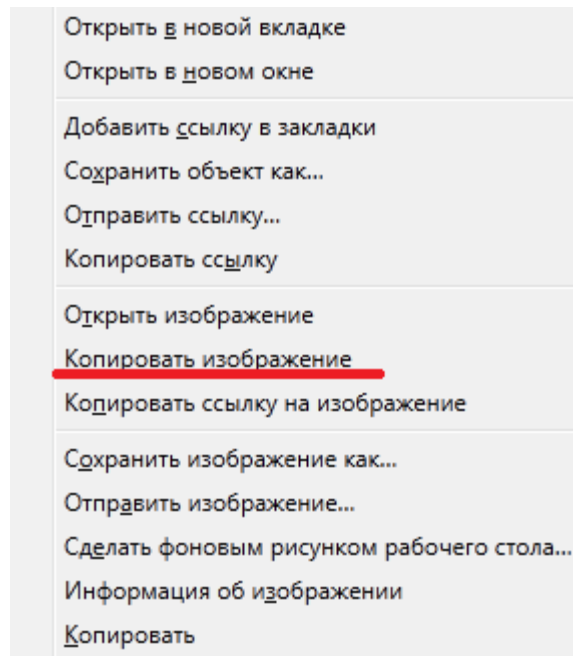 Открыть в новой вкладке
Открыть в новом окне
Добавить ссылку в закладки
Сохранить объект как...
Отправить ссылку...
Копировать ссылку
Открыть изображение
Копировать изображение
Копировать ссылку на изображение
Сохранить изображение как...
Отправить изображение...
Сделать фоновым рисунком рабочего стола...
Информация об изображении
Копировать